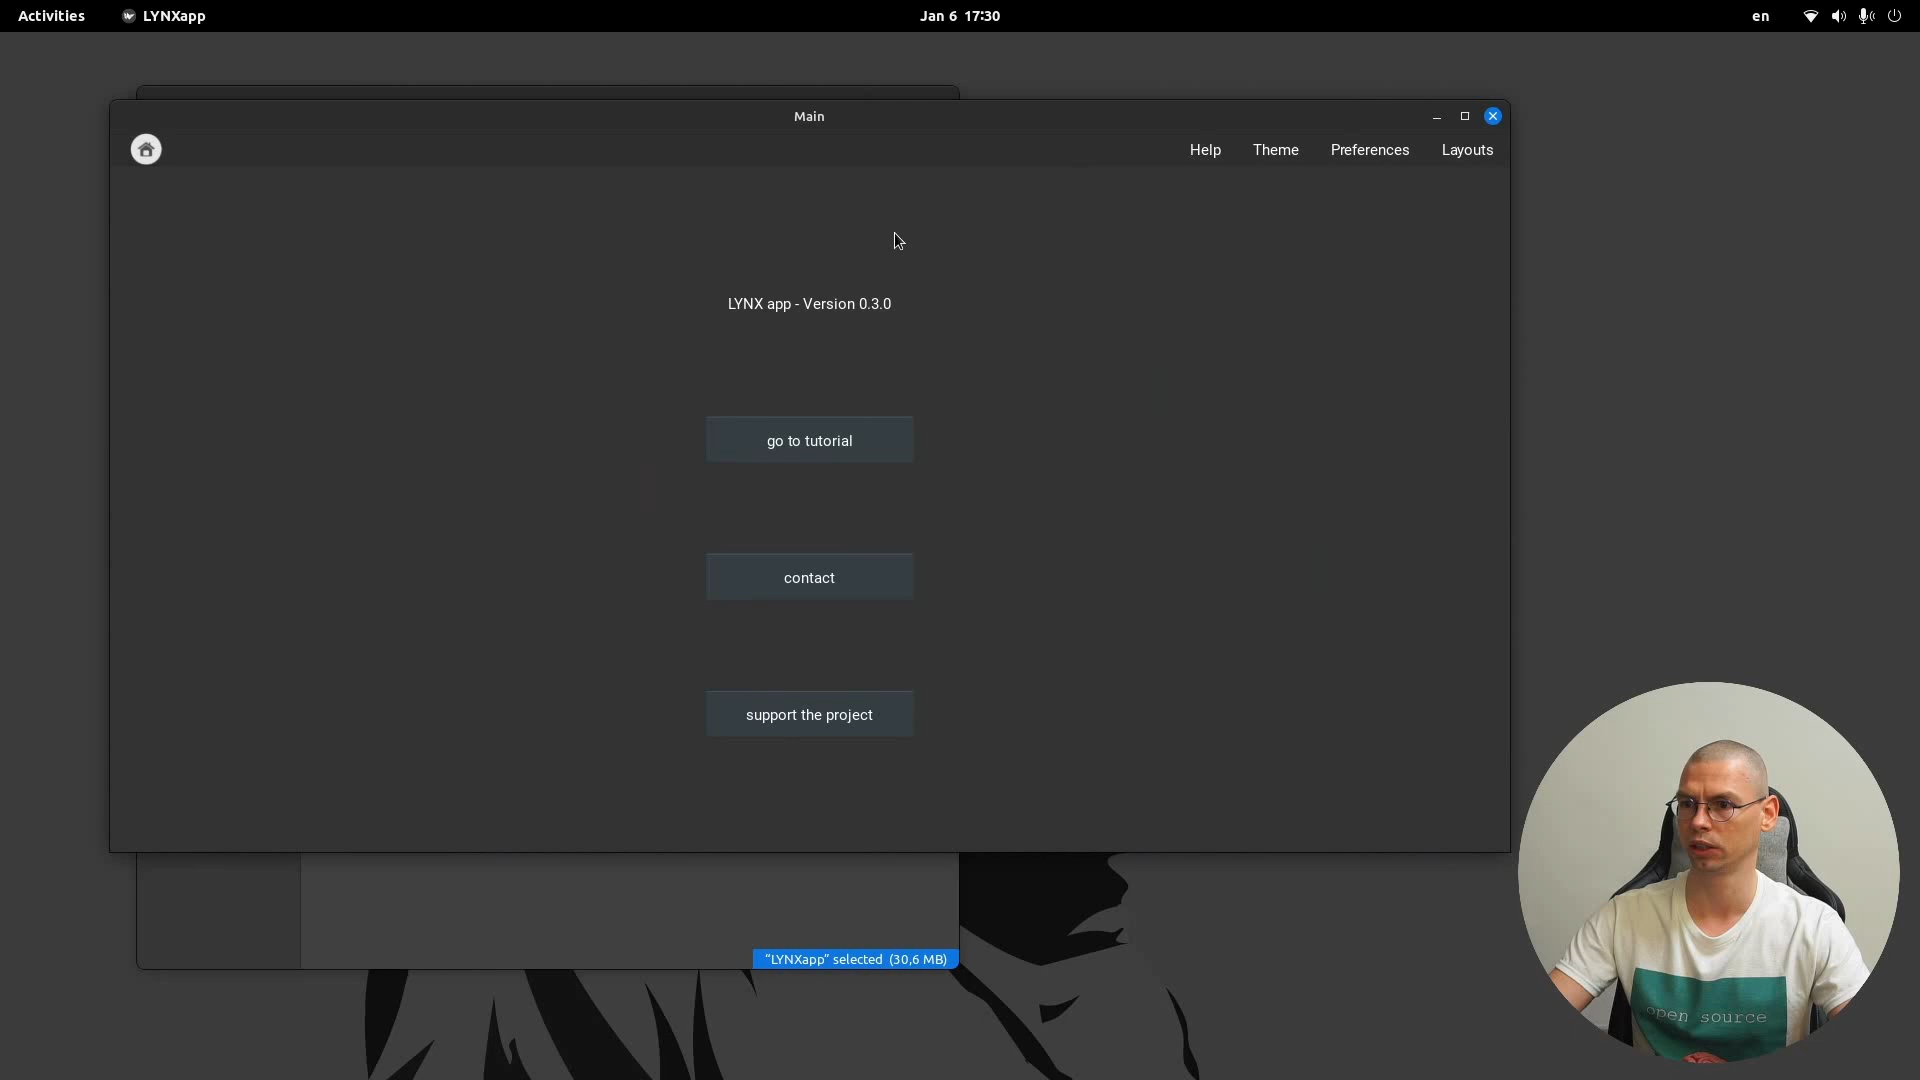 Activities LYNXapp Jan 6 17:30 en
Main
Help Theme Preferences Layouts
LYNX app - Version 0.3.0
go to tutorial
contact
support the project
“LYNXapp” selected (30,6 MB)
open source